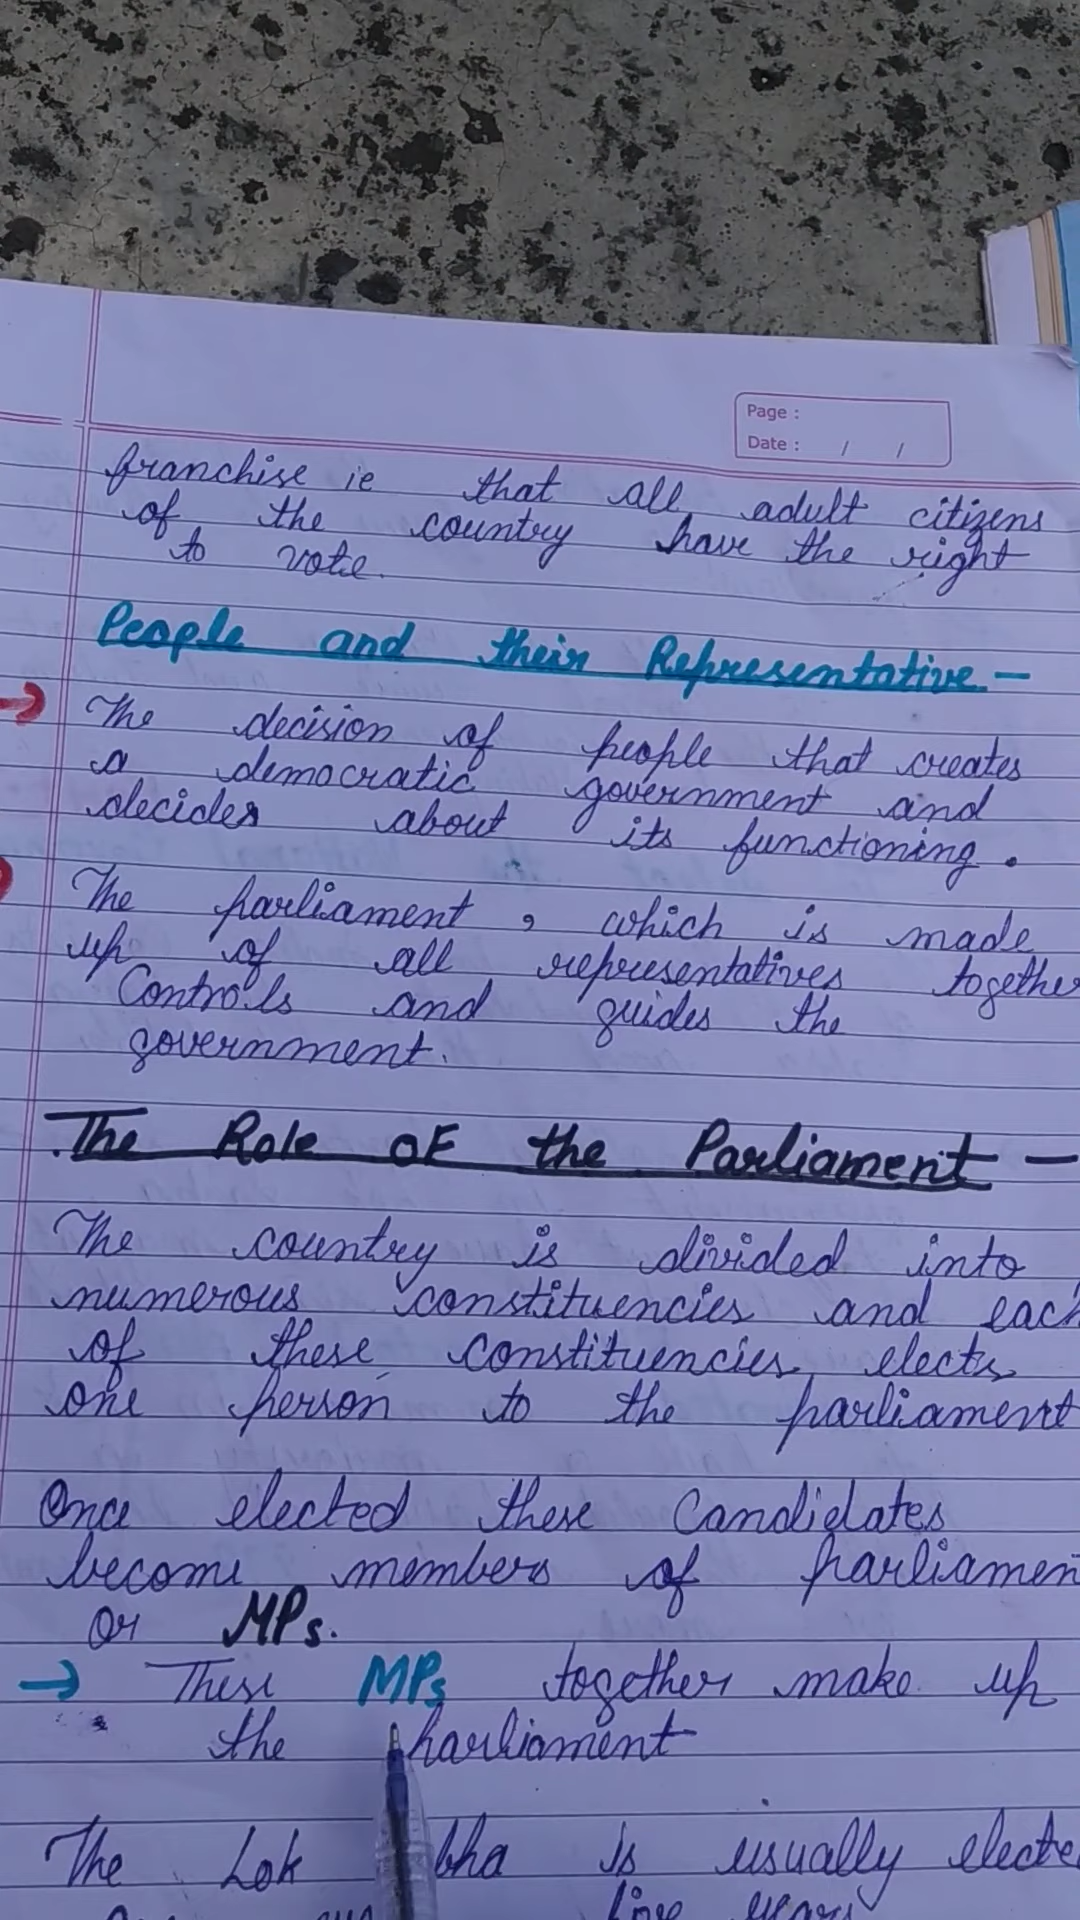 Page :
Date : / /
franchise ie that all adult citizens
of the country have the right
to vote.
People and their Representative -
→ The decision of people that creates
a democratic government and
decides about its functioning.
The parliament, which is made
up of all representatives together
Controls and guides the
government.
The Role of the Parliament -
The country is divided into
numerous constituencies and each
of these constituencies elects
one person to the parliament
Once elected these Candidates
become members of parliamen
or MPs.
→ These MPs together make up
the parliament
The Lok bha is usually electe
five years